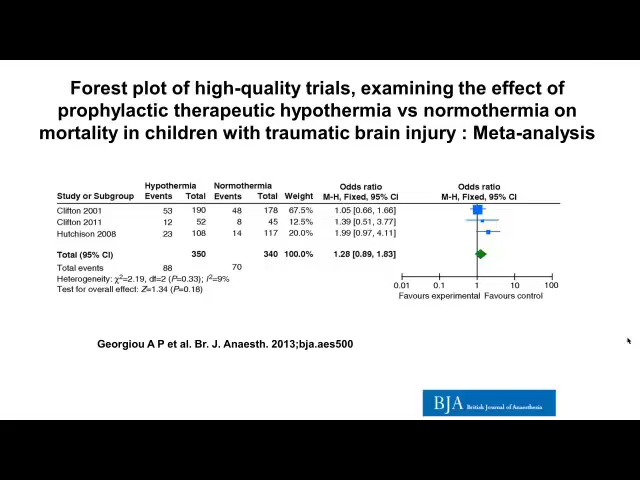 Forest plot of high-quality trials, examining the effect of
prophylactic therapeutic hypothermia vs normothermia on
mortality in children with traumatic brain injury : Meta-analysis
Hypothermia Normothermia Odds ratio Odds ratio
Study or Subgroup Events Total Events Total Weight M-H, Fixed, 95% CI M-H, Fixed, 95% CI
Clifton 2001 53 190 48 178 67.5% 1.05 [0.66, 1.66]
Clifton 2011 12 52 8 45 12.5% 1.39 [0.51, 3.77]
Hutchison 2008 23 108 14 117 20.0% 1.99 [0.97, 4.11]
Total (95% CI) 350 340 100.0% 1.28 [0.89, 1.83]
Total events 88 70
Heterogeneity: χ²=2.19, df=2 (P=0.33); I²=9%
Test for overall effect: Z=1.34 (P=0.18)
0.01 0.1 1 10 100
Favours experimental Favours control
Georgiou A P et al. Br. J. Anaesth. 2013;bja.aes500
BJA British Journal of Anaesthesia